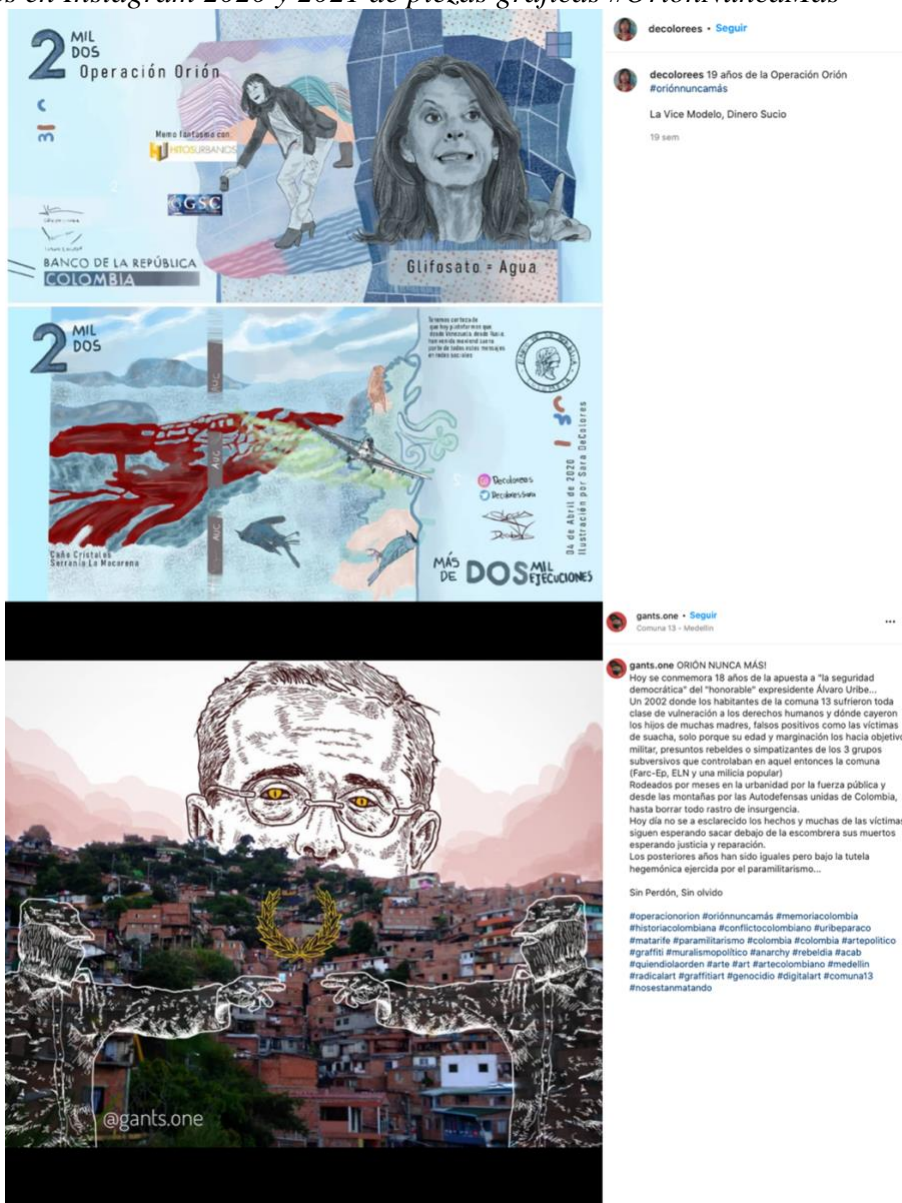 s en Instagram 2020 y 2021 de piezas gráficas #OriónNuncaMás
2 MIL
DOS
Operación Orión
Memo fantasma con:
HITOSURBANOS
GSC
BANCO DE LA REPÚBLICA
COLOMBIA
Glifosato = Agua
decolorees • Seguir
decolorees 19 años de la Operación Orión
#oriónnuncamás
La Vice Modelo, Dinero Sucio
19 sem
2 MIL
DOS
AUC
AUC
Caño Cristales
Serranía La Macarena
Decolorees
DecoloresSara
MÁS
DE DOS MIL
EJECUCIONES
04 de Abril de 2020
Ilustración por Sara DeColores
gants.one • Seguir
Comuna 13 - Medellín
gants.one ORIÓN NUNCA MÁS!
Hoy se conmemora 18 años de la apuesta a "la seguridad
democrática" del "honorable" expresidente Álvaro Uribe...
Un 2002 donde los habitantes de la comuna 13 sufrieron toda
clase de vulneración a los derechos humanos y dónde cayeron
los hijos de muchas madres, falsos positivos como las víctimas
de suacha, solo porque su edad y marginación los hacia objetivo
militar, presuntos rebeldes o simpatizantes de los 3 grupos
subversivos que controlaban en aquel entonces la comuna
(Farc-Ep, ELN y una milicia popular)
Rodeados por meses en la urbanidad por la fuerza pública y
desde las montañas por las Autodefensas unidas de Colombia,
hasta borrar todo rastro de insurgencia.
Hoy día no se a esclarecido los hechos y muchas de las víctimas
siguen esperando sacar debajo de la escombrera sus muertos
esperando justicia y reparación.
Los posteriores años han sido iguales pero bajo la tutela
hegemónica ejercida por el paramilitarismo...
Sin Perdón, Sin olvido
#operacionorion #oriónnuncamás #memoriacolombia
#historiacolombiana #conflictocolombiano #uribeparaco
#matarife #paramilitarismo #colombia #colombia #artepolitico
#graffiti #muralismopolítico #anarchy #rebeldia #acab
#quiendiolaorden #arte #art #artecolombiano #medellin
#radicalart #graffitiart #genocidio #digitalart #comuna13
#nosestanmatando
@gants.one